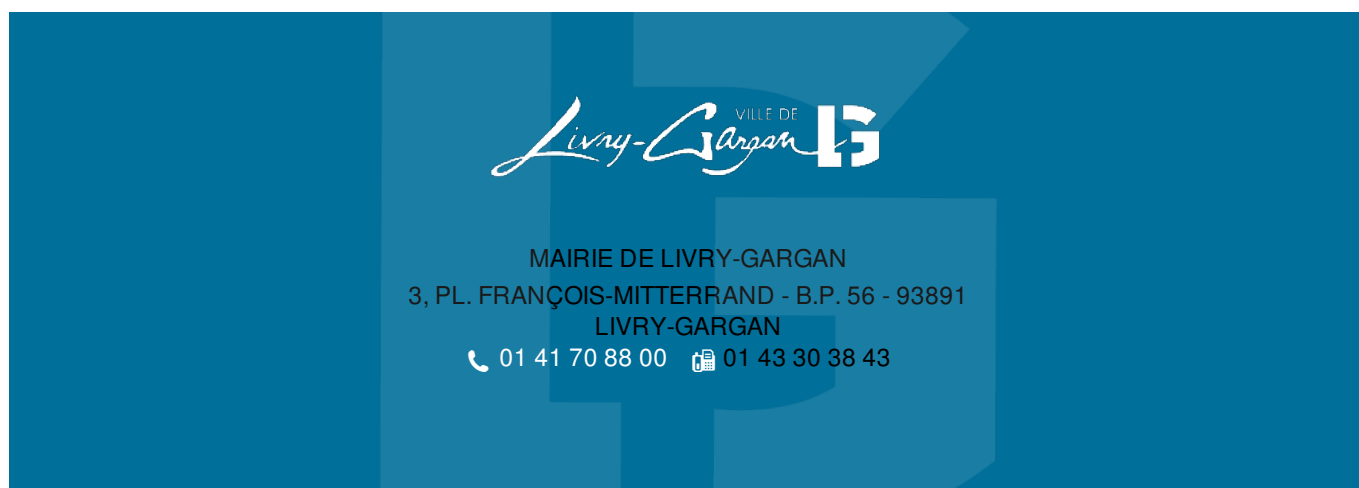 VILLE DE
Livry-Gargan LG
MAIRIE DE LIVRY-GARGAN
3, PL. FRANÇOIS-MITTERRAND - B.P. 56 - 93891
LIVRY-GARGAN
01 41 70 88 00 01 43 30 38 43